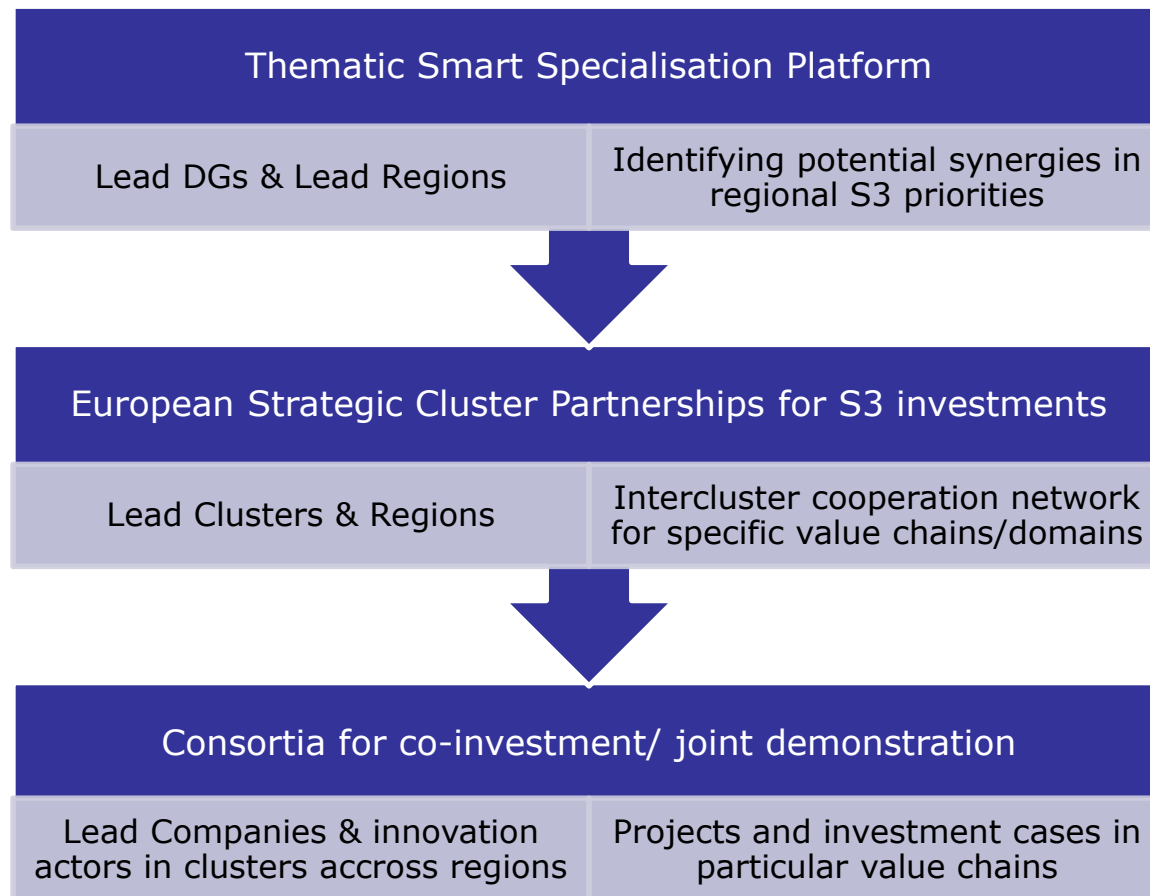 Thematic Smart Specialisation Platform
Lead DGs & Lead Regions
Identifying potential synergies in
regional S3 priorities
European Strategic Cluster Partnerships for S3 investments
Lead Clusters & Regions
Intercluster cooperation network
for specific value chains/domains
Consortia for co-investment/ joint demonstration
Lead Companies & innovation
actors in clusters accross regions
Projects and investment cases in
particular value chains